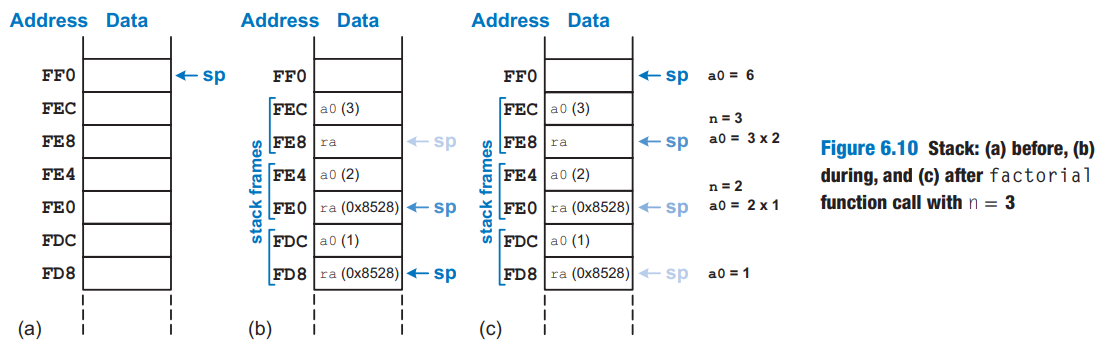 Address Data
FF0
sp
FEC
FE8
FE4
FE0
FDC
FD8
(a)
Address Data
FF0
FEC a0 (3)
FE8 ra
sp
FE4 a0 (2)
FE0 ra (0x8528)
sp
FDC a0 (1)
FD8 ra (0x8528)
sp
stack frames
(b)
Address Data
FF0
sp
a0 = 6
FEC a0 (3)
n = 3
FE8 ra
sp
a0 = 3 x 2
FE4 a0 (2)
n = 2
FE0 ra (0x8528)
sp
a0 = 2 x 1
FDC a0 (1)
FD8 ra (0x8528)
sp
a0 = 1
stack frames
(c)
Figure 6.10 Stack: (a) before, (b)
during, and (c) after factorial
function call with n = 3